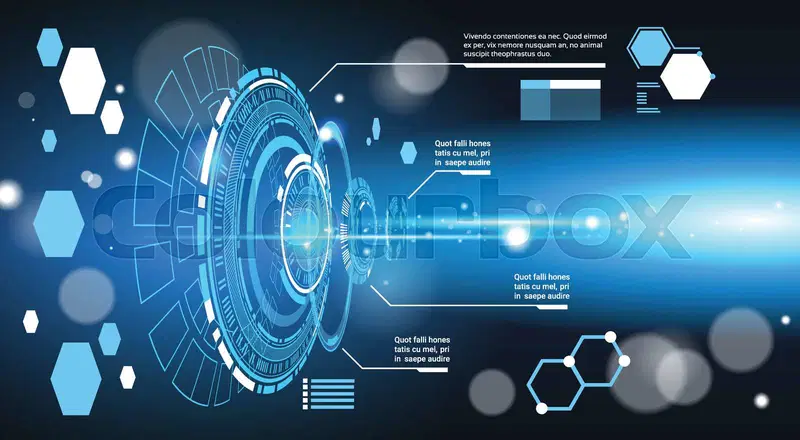 Vivendo contentiones ea nec. Quod eirmod
ex per, vix nemore nusquam an, no animal
suscipit theophrastus duo.
Quot falli hones
tatis cu mel, pri
in saepe audire
colourbox
Quot falli hones
tatis cu mel, pri
in saepe audire
Quot falli hones
tatis cu mel, pri
in saepe audire